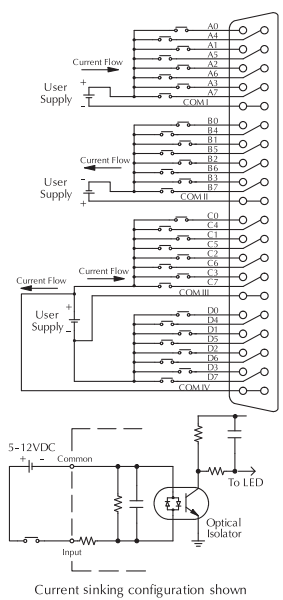 A0
A4
A1
A5
A2
A6
A3
A7
COM I
Current Flow
+
User
Supply
-
B0
B4
B1
B5
B2
B6
B3
B7
COM II
Current Flow
-
User
Supply
+
C0
C4
C1
C5
C2
C6
C3
C7
COM III
Current Flow
Current Flow
+
User
Supply
-
D0
D4
D1
D5
D2
D6
D3
D7
COM IV
5-12VDC
+ -
Common
Input
To LED
Optical
Isolator
Current sinking configuration shown